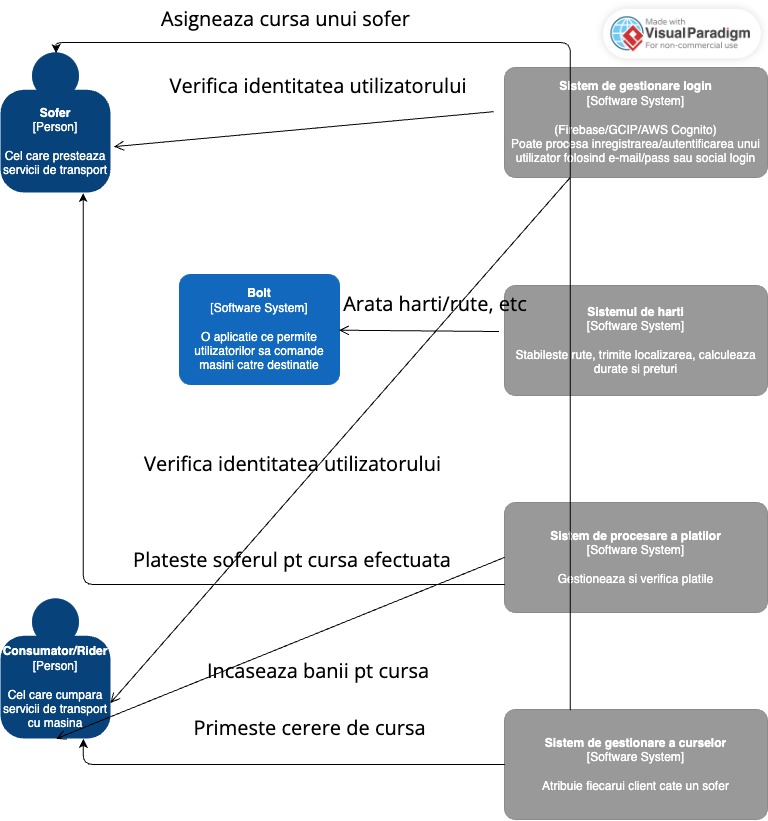 Asigneaza cursa unui sofer
Made with
Visual Paradigm
For non-commercial use
Verifica identitatea utilizatorului
Sistem de gestionare login
[Software System]
(Firebase/GCIP/AWS Cognito)
Poate procesa inregistrarea/autentificarea unui
utilizator folosind e-mail/pass sau social login
Sofer
[Person]
Cel care presteaza
servicii de transport
Bolt
[Software System]
O aplicatie ce permite
utilizatorilor sa comande
masini catre destinatie
Arata harti/rute, etc
Sistemul de harti
[Software System]
Stabileste rute, trimite localizarea, calculeaza
durate si preturi
Verifica identitatea utilizatorului
Plateste soferul pt cursa efectuata
Sistem de procesare a platilor
[Software System]
Gestioneaza si verifica platile
Consumator/Rider
[Person]
Cel care cumpara
servicii de transport
cu masina
Incaseaza banii pt cursa
Primeste cerere de cursa
Sistem de gestionare a curselor
[Software System]
Atribuie fiecarui client cate un sofer